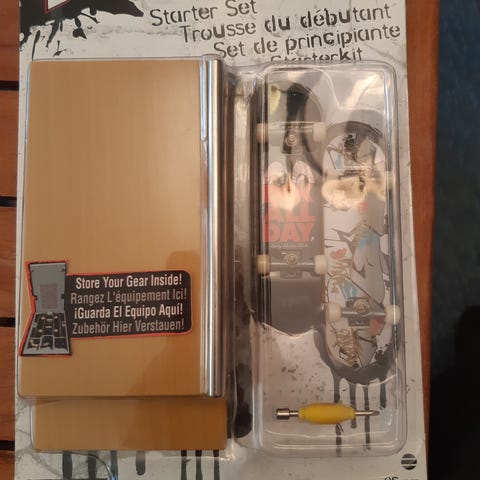 Starter Set
Trousse du débutant
Set de principiante
Starterkit
Store Your Gear Inside!
Rangez L'équipement Ici!
¡Guarda El Equipo Aquí!
Zubehör Hier Verstauen!
ALL
DAY